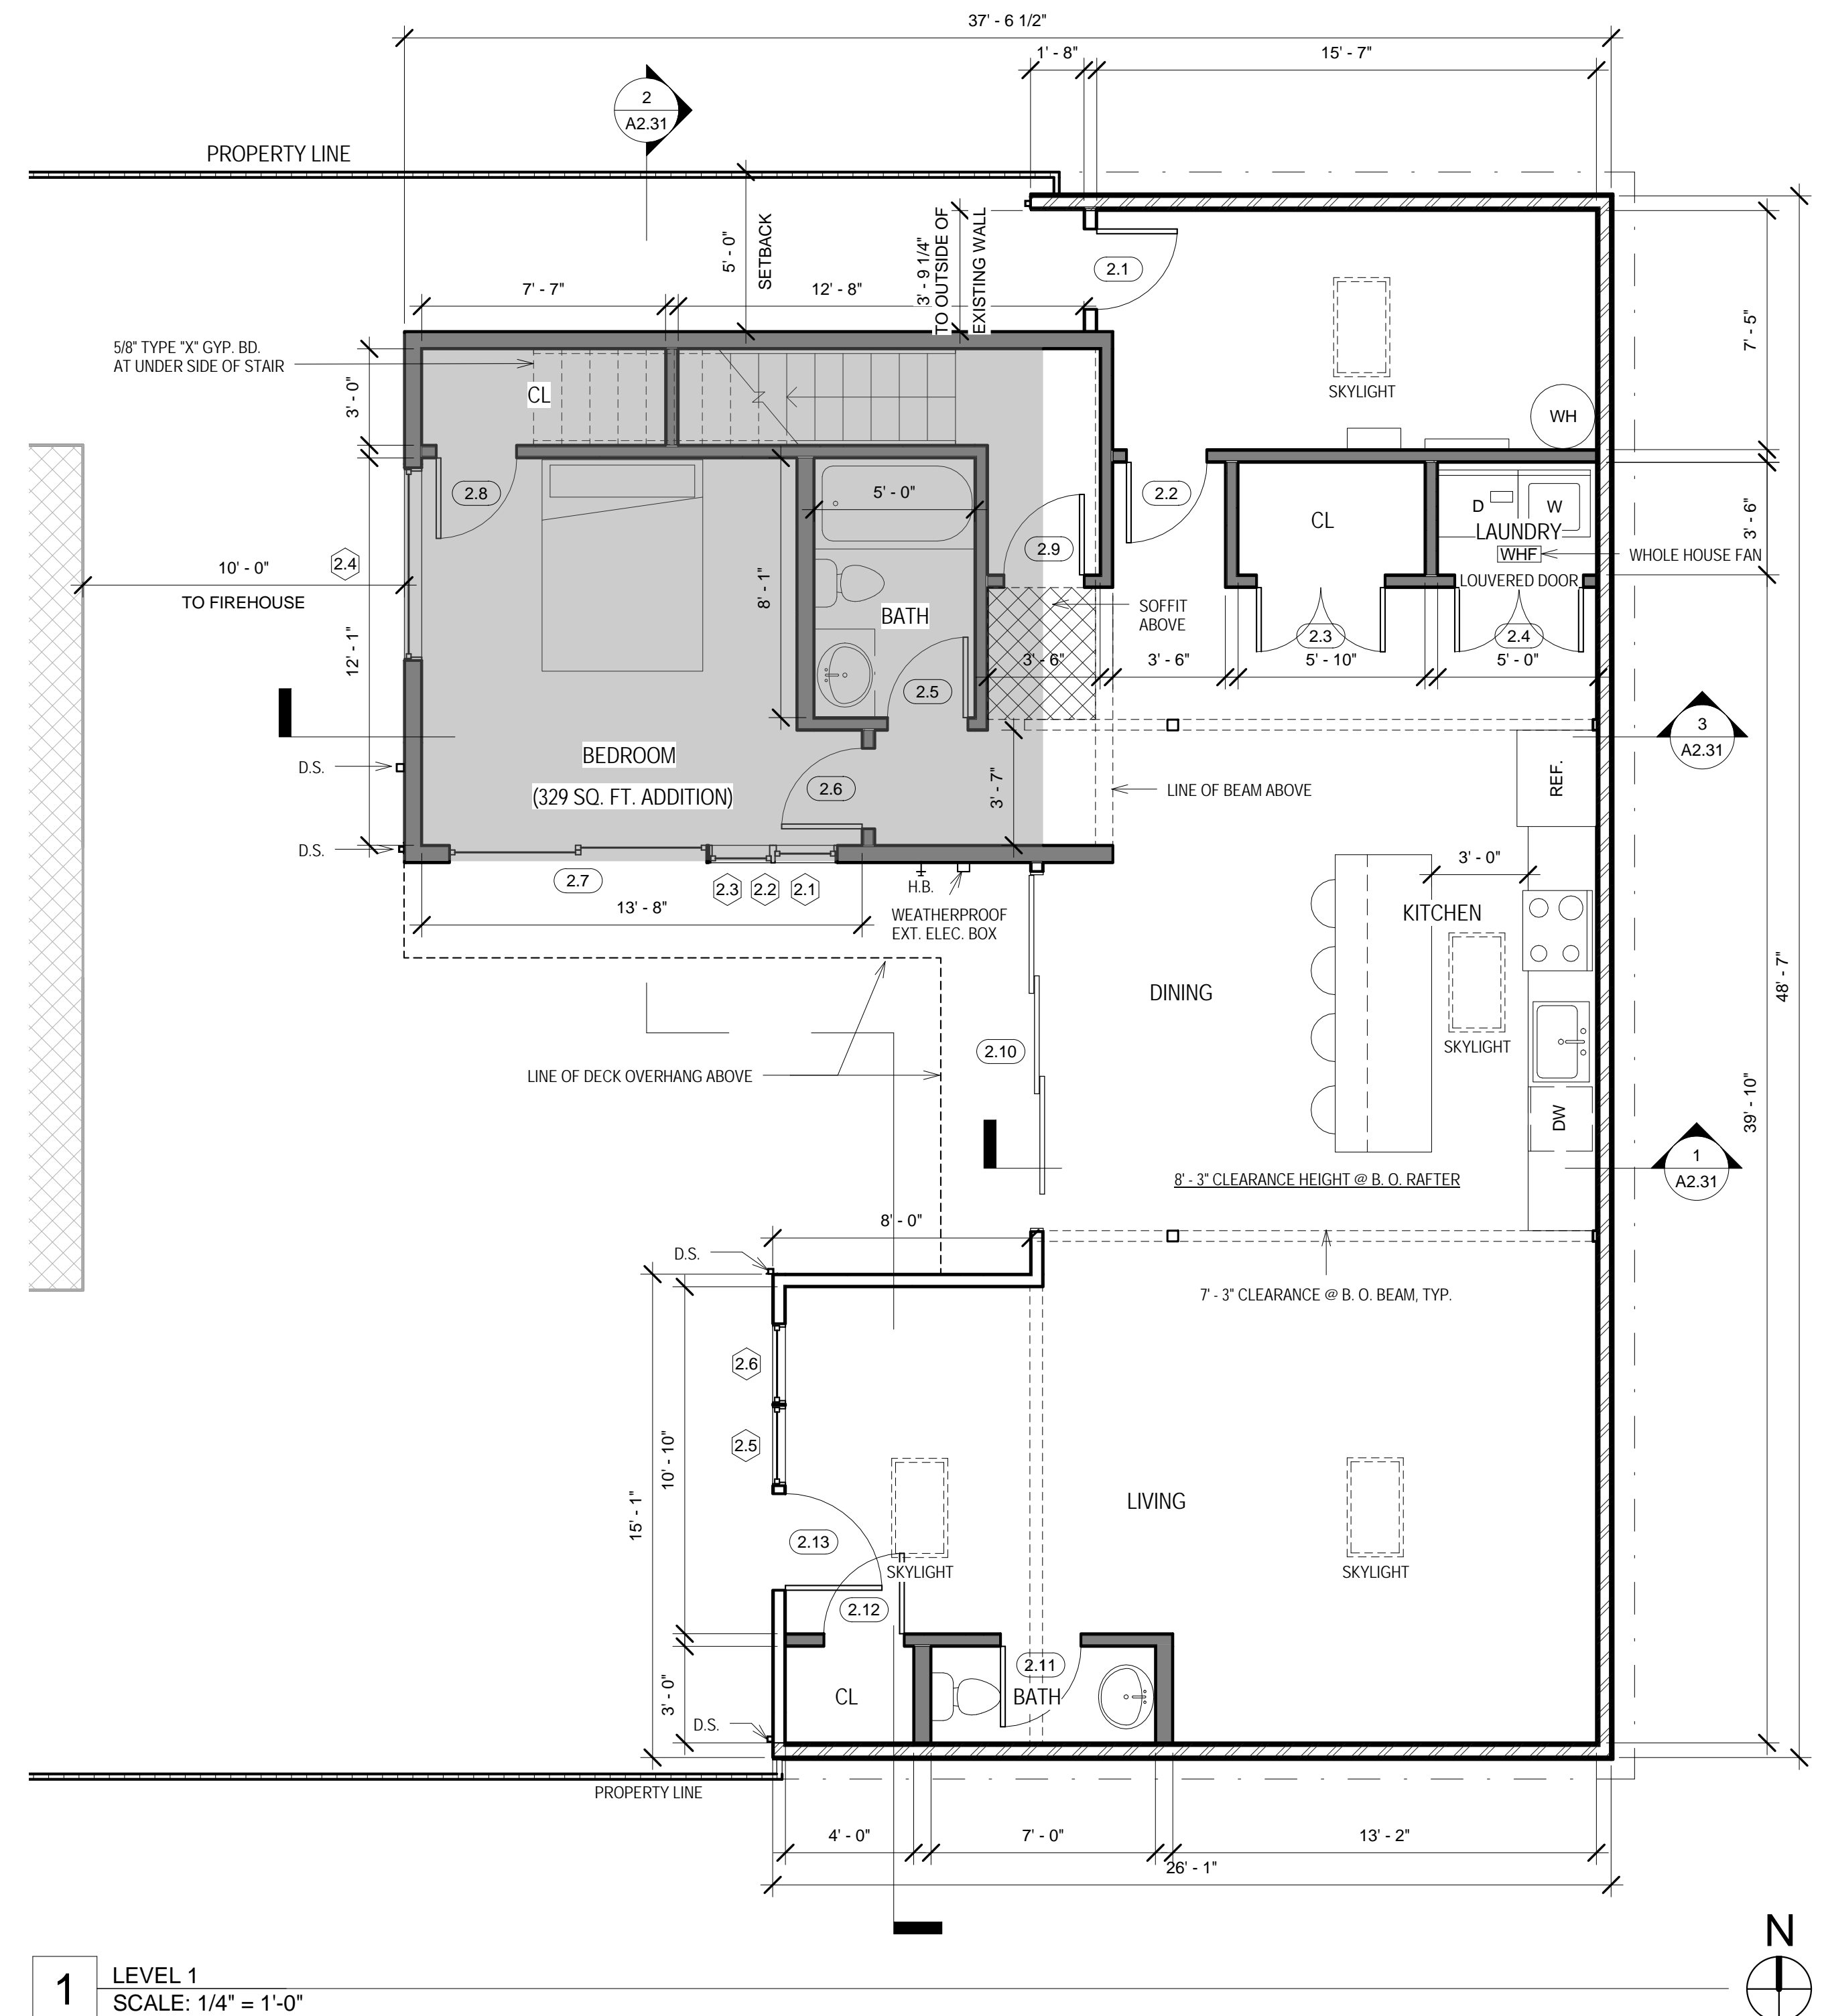 37' - 6 1/2"
1' - 8"
15' - 7"
2
A2.31
PROPERTY LINE
5' - 0"
SETBACK
3' - 9 1/4"
TO OUTSIDE OF
EXISTING WALL
2.1
7' - 7"
12' - 8"
5/8" TYPE "X" GYP. BD.
AT UNDER SIDE OF STAIR
3' - 0"
CL
SKYLIGHT
WH
7' - 5"
2.8
5' - 0"
2.2
CL
D
W
LAUNDRY
WHF
WHOLE HOUSE FAN
LOUVERED DOOR
3' - 6"
2.9
2.4
10' - 0"
TO FIREHOUSE
12' - 1"
8' - 1"
BATH
SOFFIT
ABOVE
2.3
2.4
3' - 6"
3' - 6"
5' - 10"
5' - 0"
2.5
3
A2.31
BEDROOM
(329 SQ. FT. ADDITION)
D.S.
2.6
3' - 7"
LINE OF BEAM ABOVE
REF.
D.S.
2.7
2.3
2.2
2.1
H.B.
WEATHERPROOF
EXT. ELEC. BOX
13' - 8"
3' - 0"
KITCHEN
DINING
SKYLIGHT
48' - 7"
2.10
LINE OF DECK OVERHANG ABOVE
DW
39' - 10"
1
A2.31
8' - 3" CLEARANCE HEIGHT @ B. O. RAFTER
8' - 0"
D.S.
7' - 3" CLEARANCE @ B. O. BEAM, TYP.
2.6
2.5
10' - 10"
15' - 1"
LIVING
2.13
SKYLIGHT
SKYLIGHT
2.12
2.11
CL
BATH
3' - 0"
D.S.
PROPERTY LINE
4' - 0"
7' - 0"
13' - 2"
26' - 1"
N
1
LEVEL 1
SCALE: 1/4" = 1'-0"